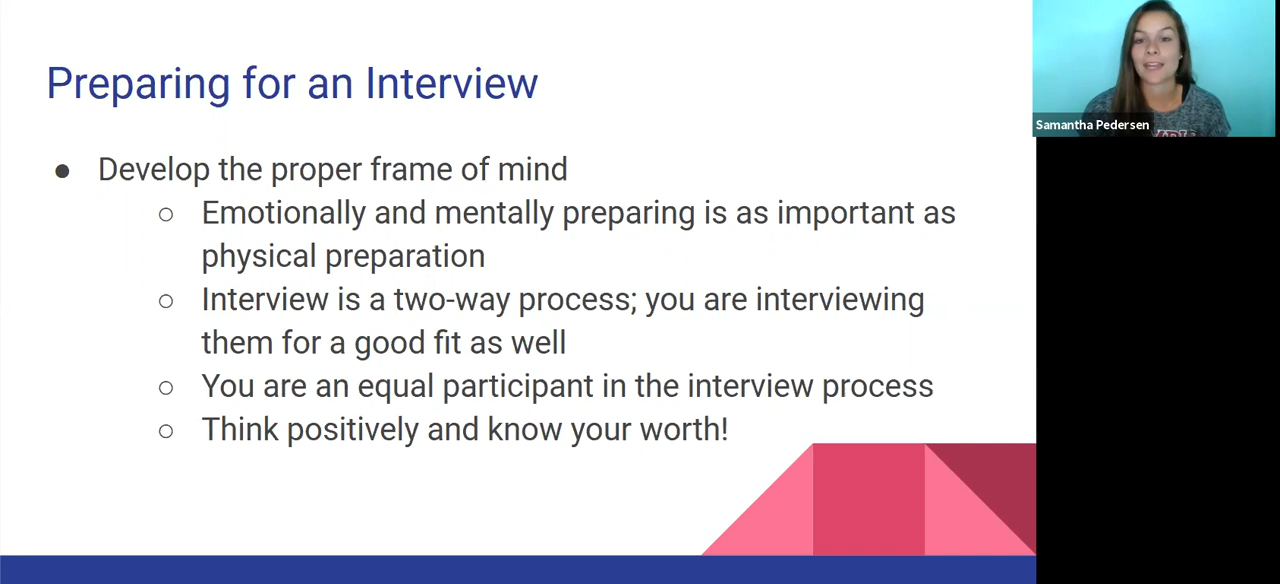 Preparing for an Interview
● Develop the proper frame of mind
○ Emotionally and mentally preparing is as important as
physical preparation
○ Interview is a two-way process; you are interviewing
them for a good fit as well
○ You are an equal participant in the interview process
○ Think positively and know your worth!
Samantha Pedersen